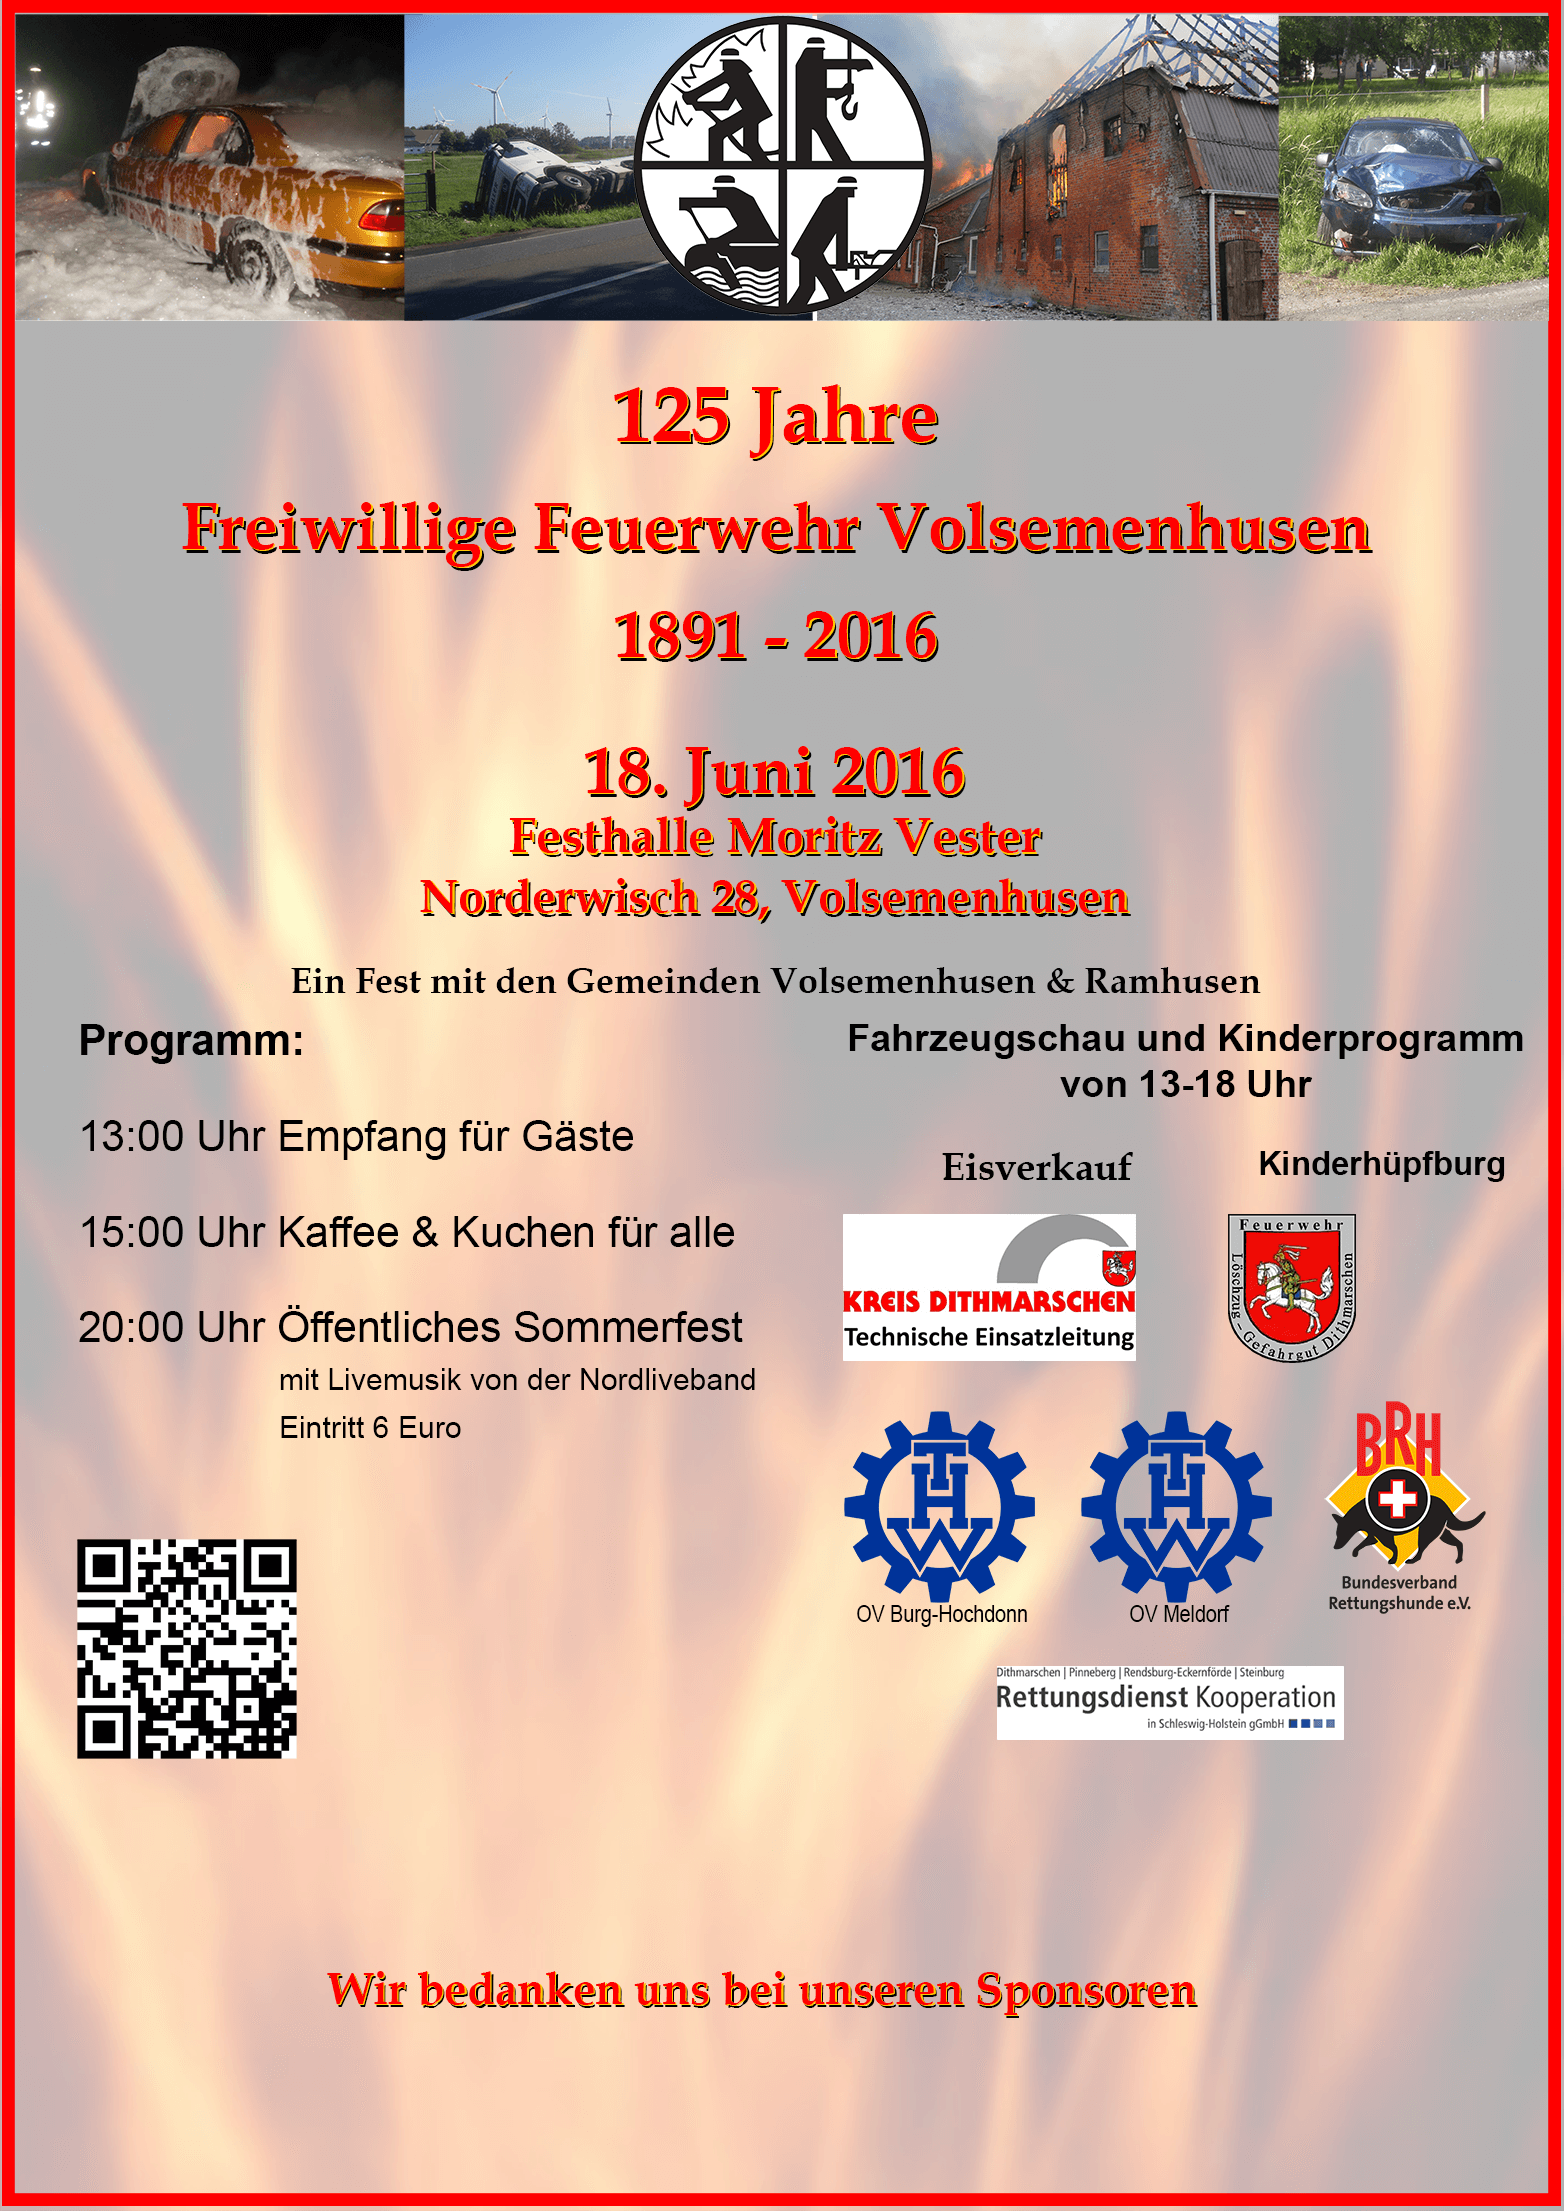 125 Jahre
Freiwillige Feuerwehr Volsemenhusen
1891 - 2016
18. Juni 2016
Festhalle Moritz Vester
Norderwisch 28, Volsemenhusen
Ein Fest mit den Gemeinden Volsemenhusen & Ramhusen
Programm:
13:00 Uhr Empfang für Gäste
15:00 Uhr Kaffee & Kuchen für alle
20:00 Uhr Öffentliches Sommerfest
mit Livemusik von der Nordliveband
Eintritt 6 Euro
Fahrzeugschau und Kinderprogramm
von 13-18 Uhr
Eisverkauf
Kinderhüpfburg
KREIS DITHMARSCHEN
Technische Einsatzleitung
Feuerwehr
Löschzug - Gefahrgut Dithmarschen
THW
OV Burg-Hochdonn
THW
OV Meldorf
BRH
Bundesverband
Rettungshunde e.V.
Dithmarschen | Pinneberg | Rendsburg-Eckernförde | Steinburg
Rettungsdienst Kooperation
in Schleswig-Holstein gGmbH
Wir bedanken uns bei unseren Sponsoren